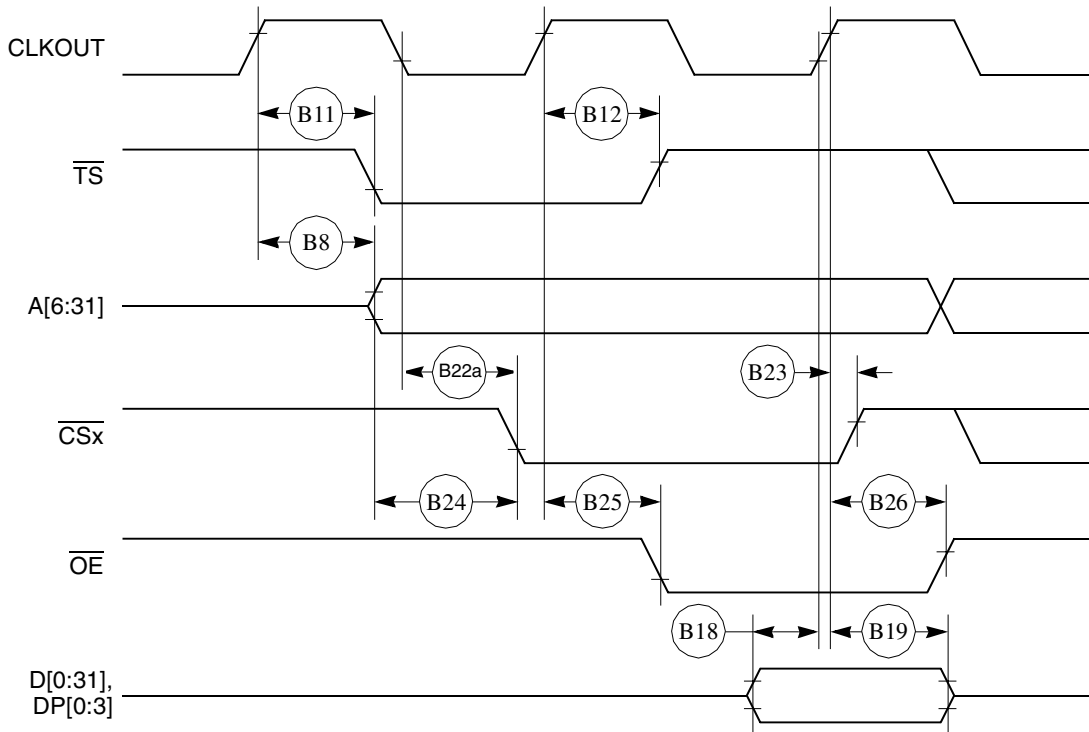 CLKOUT
B11
B12
TS
B8
A[6:31]
B22a
B23
CSx
B24
B25
B26
OE
B18
B19
D[0:31],
DP[0:3]